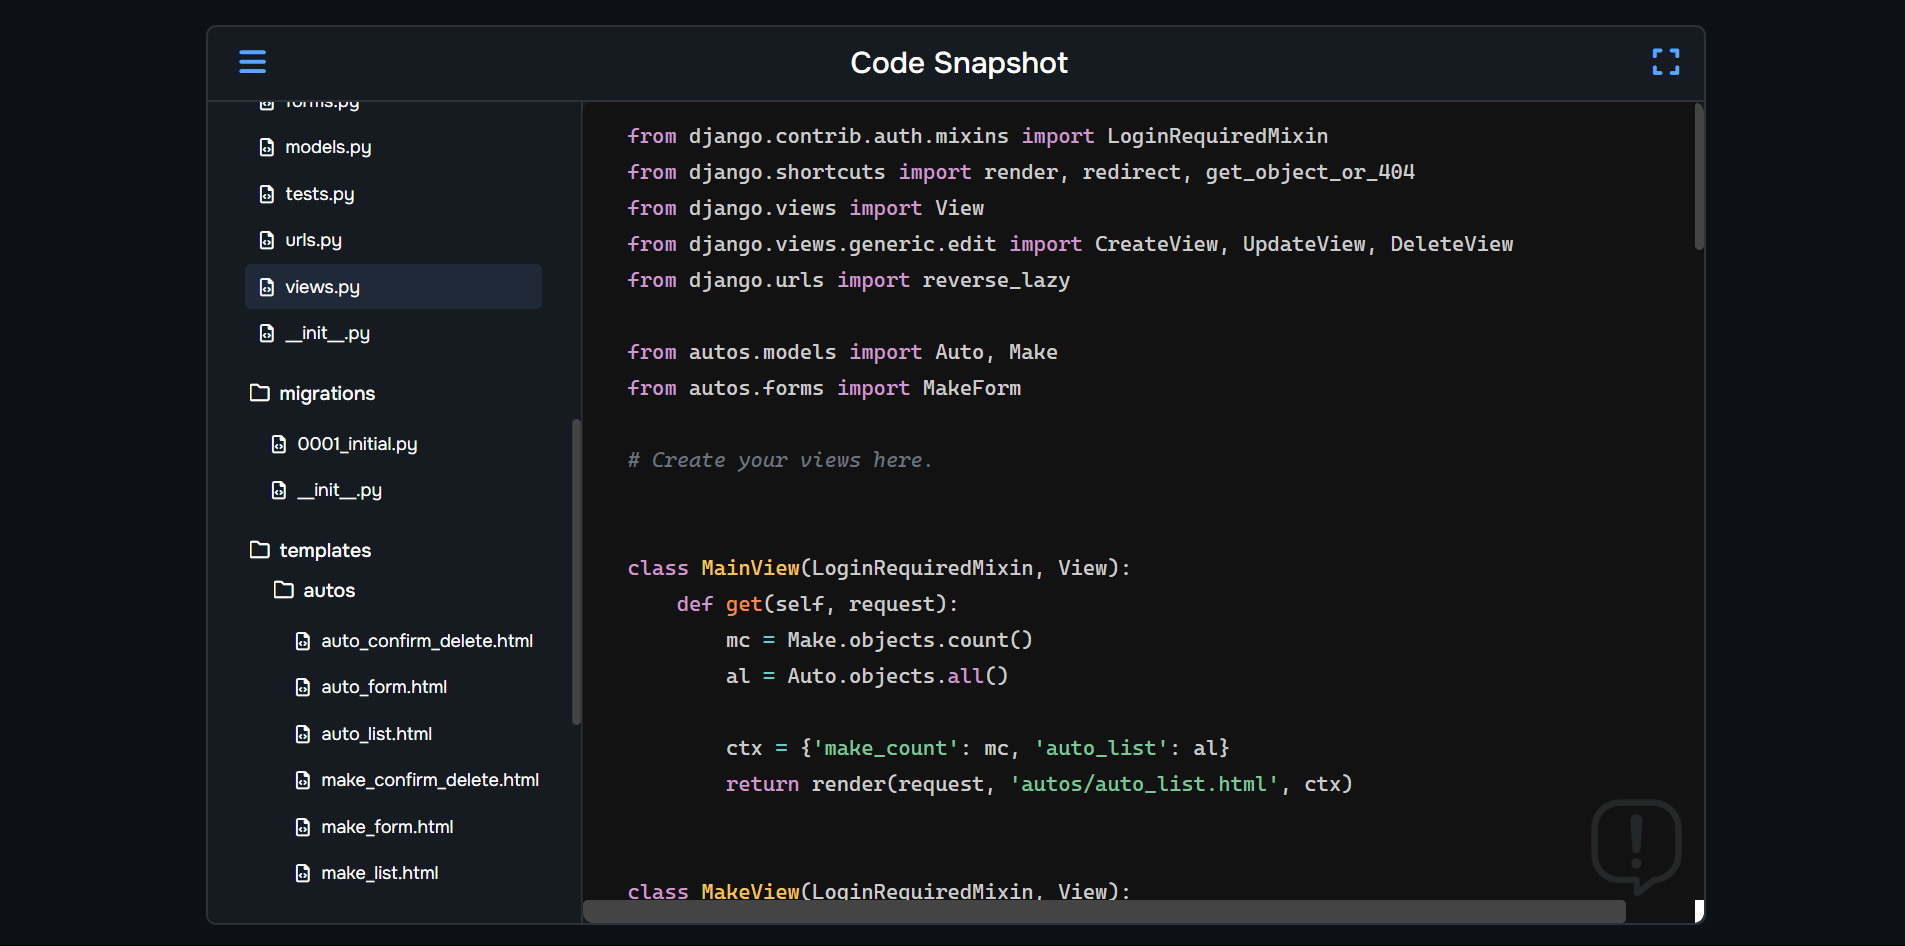 Code Snapshot
forms.py
models.py
tests.py
urls.py
views.py
__init__.py
migrations
0001_initial.py
__init__.py
templates
autos
auto_confirm_delete.html
auto_form.html
auto_list.html
make_confirm_delete.html
make_form.html
make_list.html
from django.contrib.auth.mixins import LoginRequiredMixin
from django.shortcuts import render, redirect, get_object_or_404
from django.views import View
from django.views.generic.edit import CreateView, UpdateView, DeleteView
from django.urls import reverse_lazy
from autos.models import Auto, Make
from autos.forms import MakeForm
# Create your views here.
class MainView(LoginRequiredMixin, View):
    def get(self, request):
        mc = Make.objects.count()
        al = Auto.objects.all()
        ctx = {'make_count': mc, 'auto_list': al}
        return render(request, 'autos/auto_list.html', ctx)
class MakeView(LoginRequiredMixin, View):